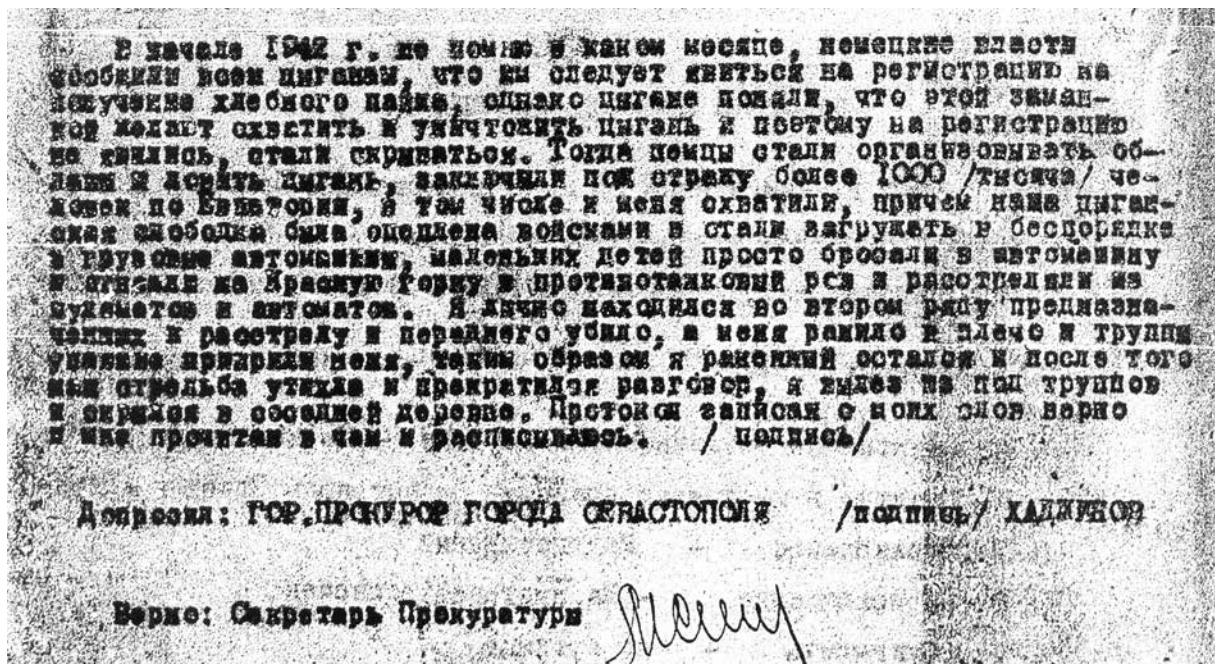 В начале 1942 г. не помню в каком месяце, немецкие власти
сообщили всем цыганам, что им следует явиться на регистрацию на
получение хлебного пайка, однако цыгане поняли, что этой заман-
кой желают схватить и уничтожить цыган и поэтому на регистрацию
не явились, стали скрываться. Тогда немцы стали организовывать об-
лавы и ловить цыган, заключили под стражу более 1000 /тысяча/ че-
ловек по Евпатории, в том числе и меня схватили, причем наша цыган-
ская слободка была оцеплена войсками и стали загружать в беспорядке
в грузовые автомашины, маленьких детей просто бросали в автомашину
и отвезли на Красную Горку в противотанковый ров и расстреляли из
пулеметов и автоматов. Я лично находился во втором ряду предназна-
ченных к расстрелу и переднего убило, а меня ранило в плечо и труппы
придавили меня, таким образом я раненный остался и после того
как стрельба утихла и прекратился разговор, я вылез из под труппов
и скрылся в соседней деревне. Протокол записан с моих слов верно
и мне прочитан в чем и расписываюсь. / подпись/
Допросил: ГОР.ПРОКУРОР ГОРОДА СЕВАСТОПОЛЯ /подпись/
Верно: Секретарь Прокуратуры